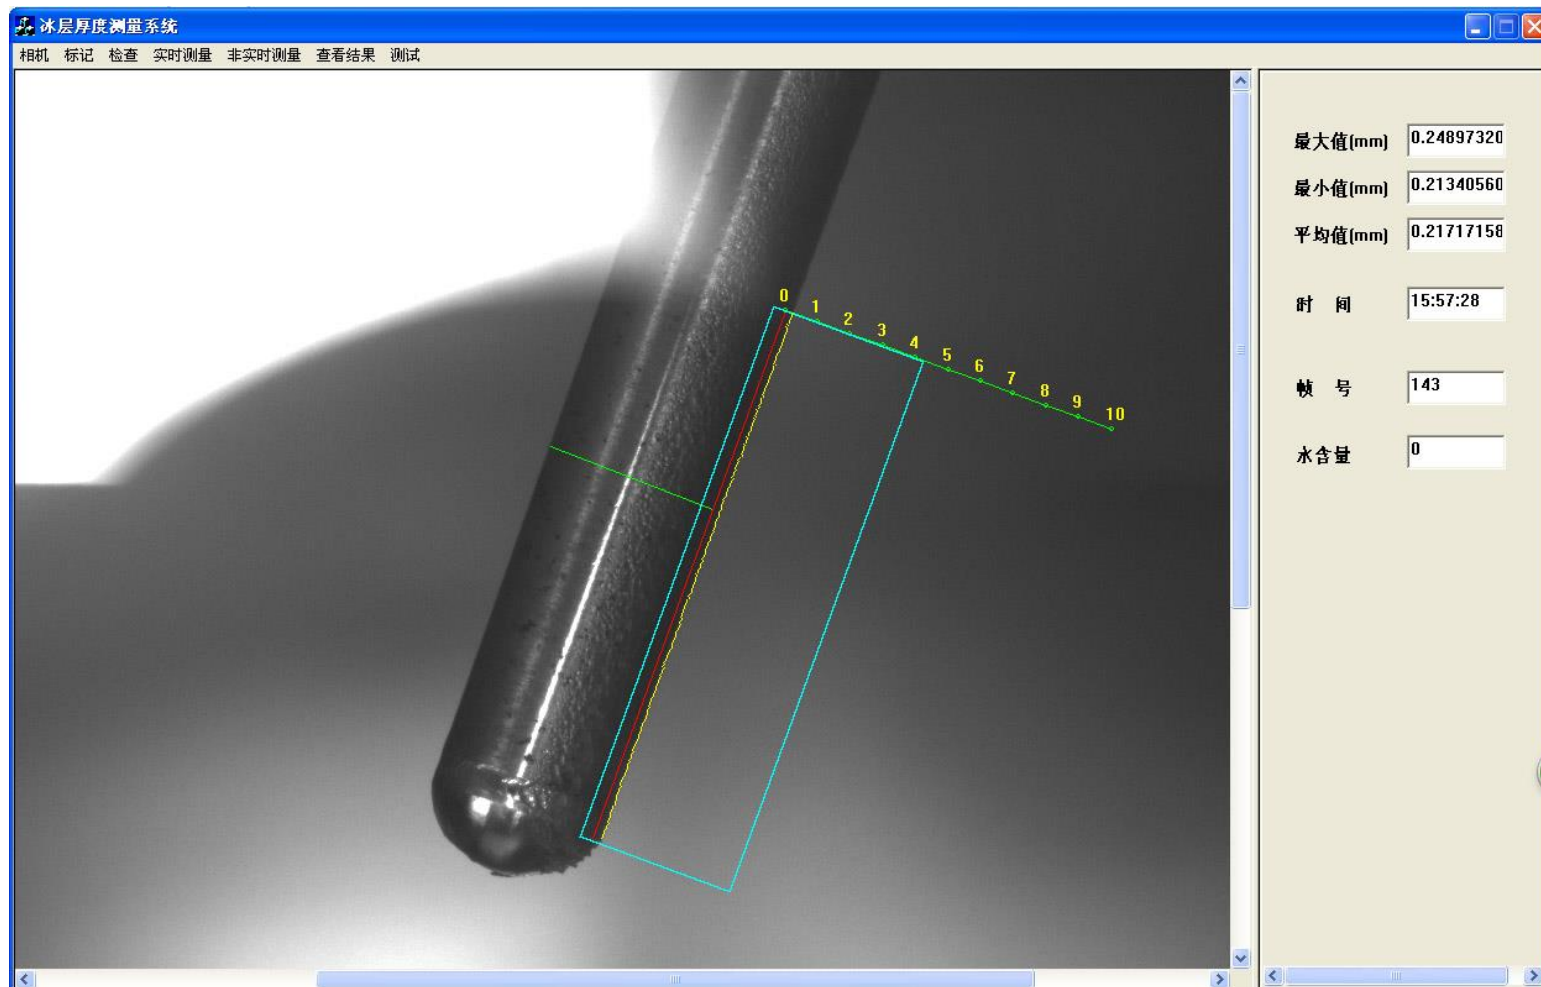 冰层厚度测量系统
相机 标记 检查 实时测量 非实时测量 查看结果 测试
0
1
2
3
4
5
6
7
8
9
10
最大值(mm) 0.24897320
最小值(mm) 0.21340560
平均值(mm) 0.21717158
时 间 15:57:28
帧 号 143
水含量 0